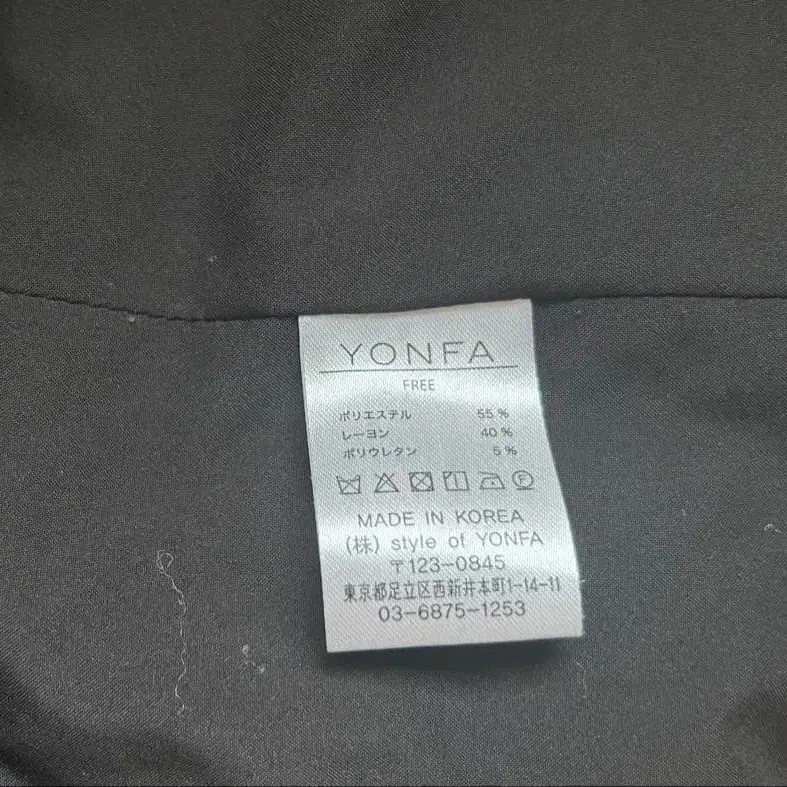 YONFA
FREE
ポリエステル 55%
レーヨン 40%
ポリウレタン 5%
Ⓕ
MADE IN KOREA
(株) style of YONFA
〒123-0845
東京都足立区西新井本町1-14-11
03-6875-1253